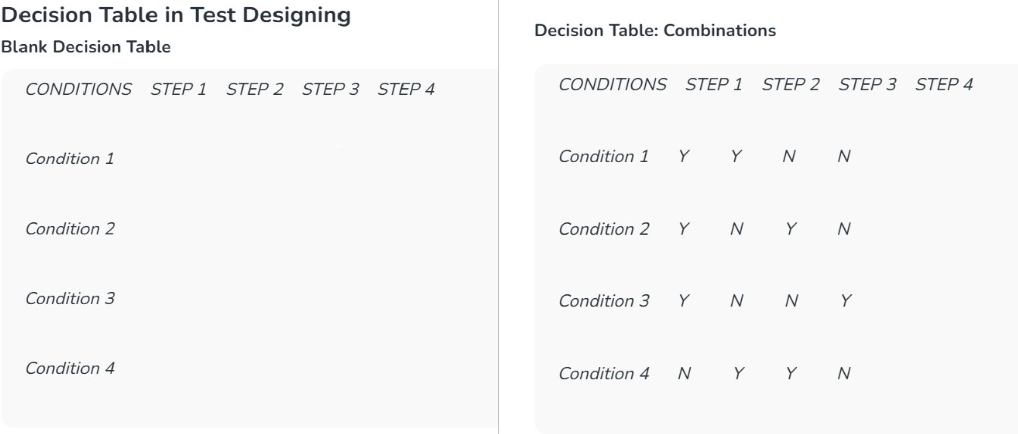 Decision Table in Test Designing
Blank Decision Table
CONDITIONS STEP 1 STEP 2 STEP 3 STEP 4
Condition 1
Condition 2
Condition 3
Condition 4
Decision Table: Combinations
CONDITIONS STEP 1 STEP 2 STEP 3 STEP 4
Condition 1 Y Y N N
Condition 2 Y N Y N
Condition 3 Y N N Y
Condition 4 N Y Y N